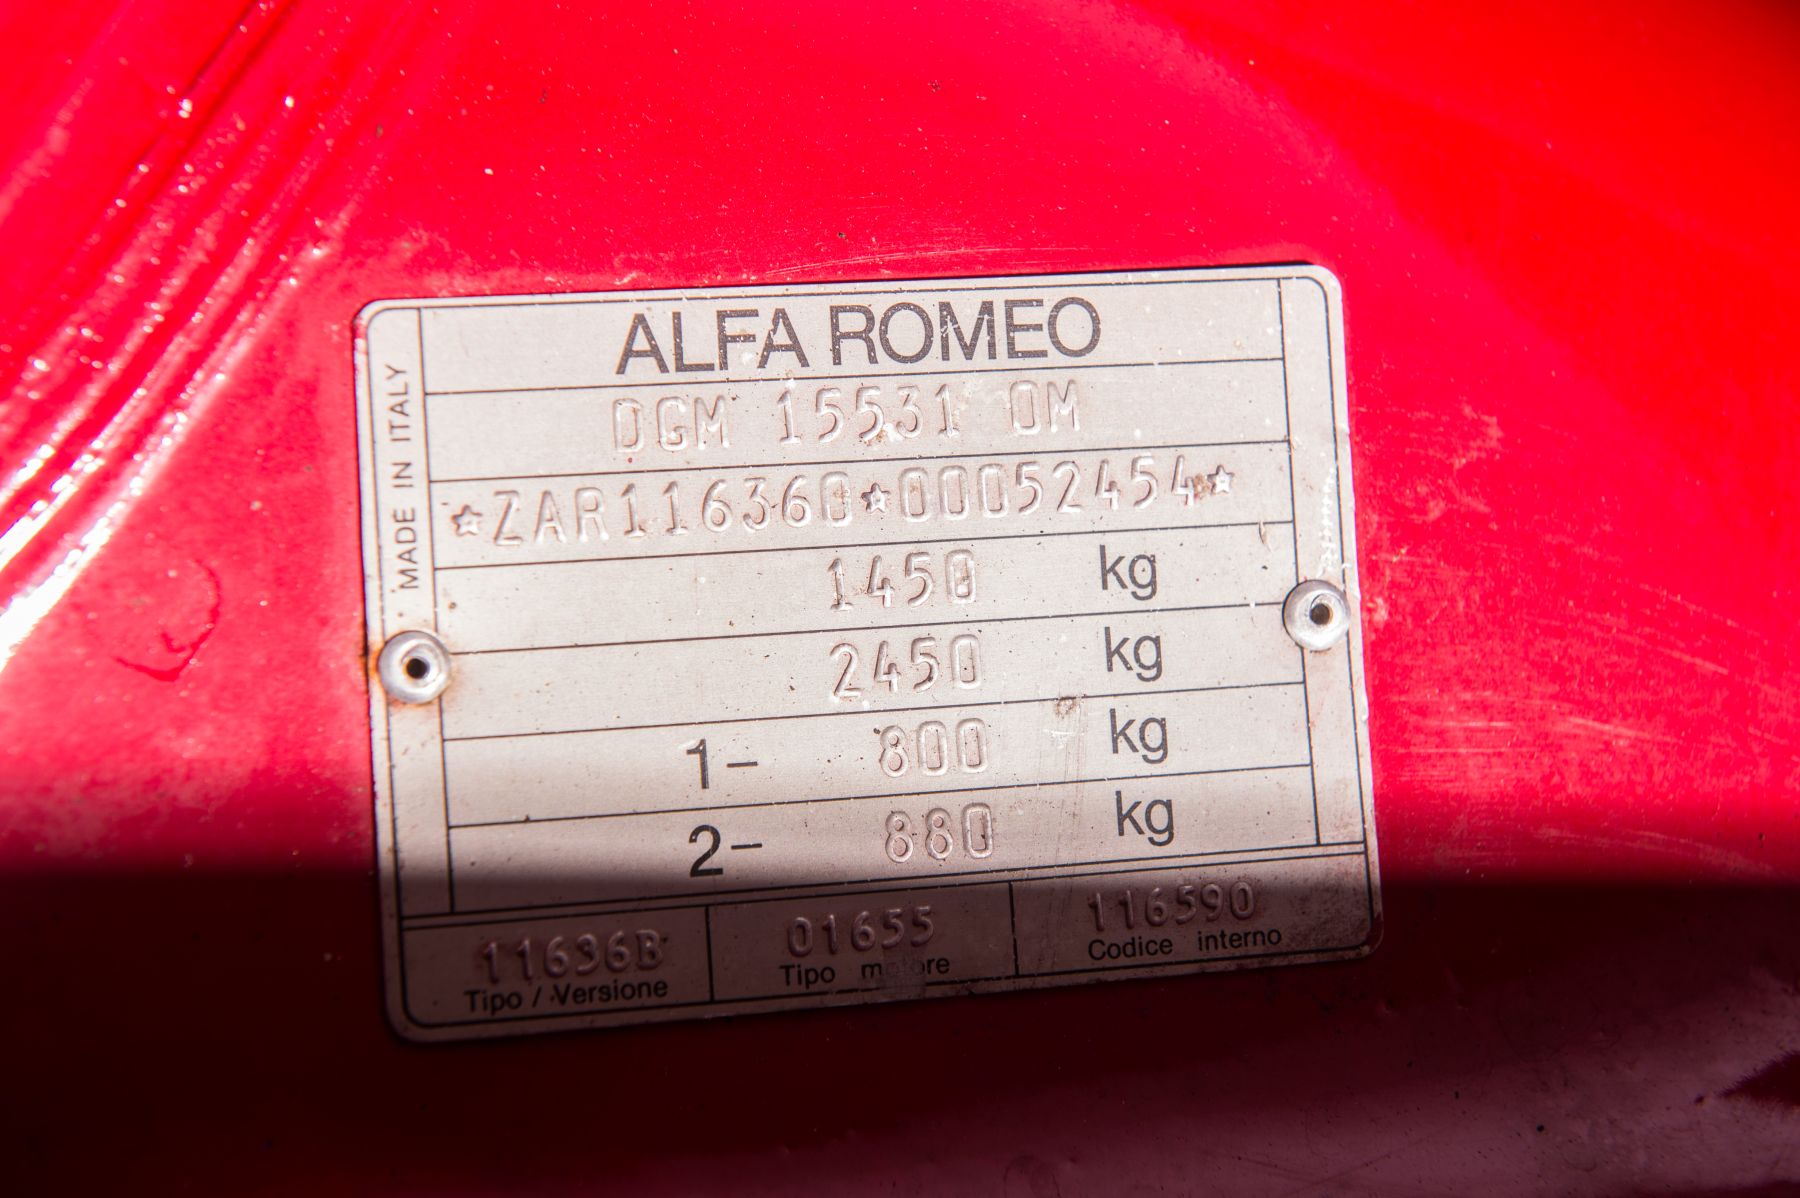 ALFA ROMEO
MADE IN ITALY
DGM 15531 OM
*ZAR116360*00052454*
1450 kg
2450 kg
1- 800 kg
2- 880 kg
11636B 01655 116590
Tipo / Versione Tipo motore Codice interno